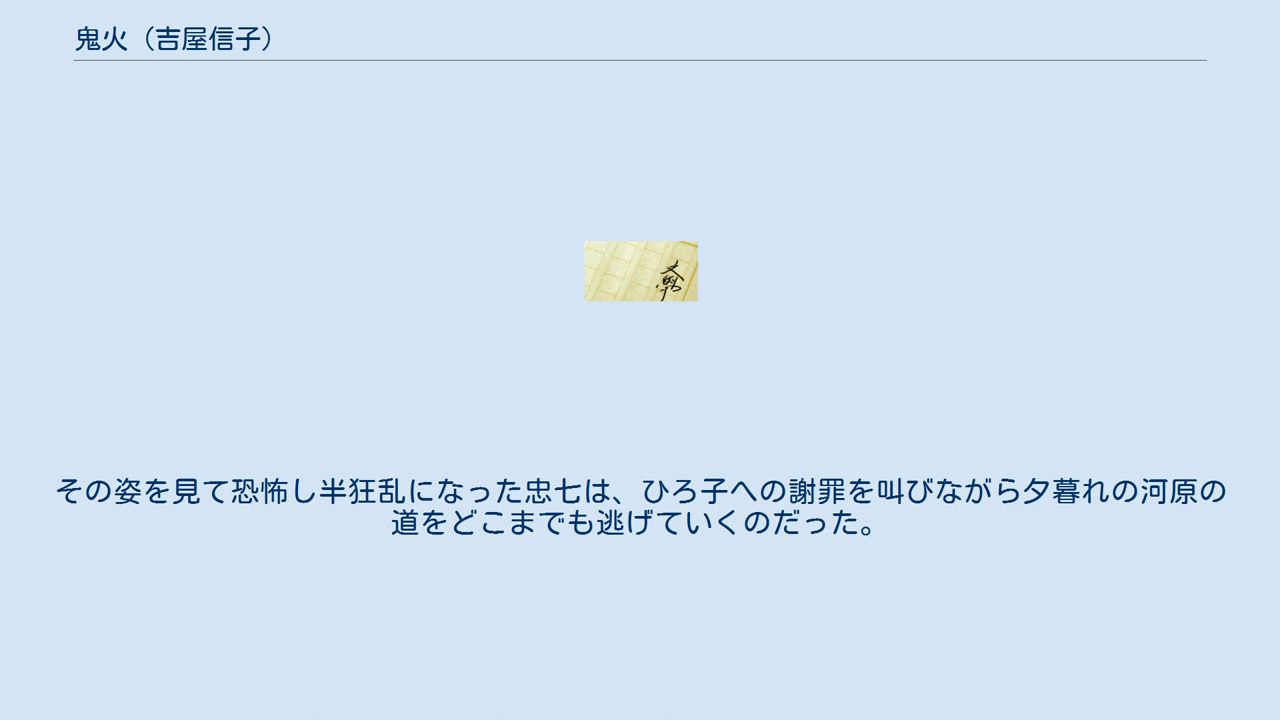 鬼火（吉屋信子）
その姿を見て恐怖し半狂乱になった忠七は、ひろ子への謝罪を叫びながら夕暮れの河原の
道をどこまでも逃げていくのだった。